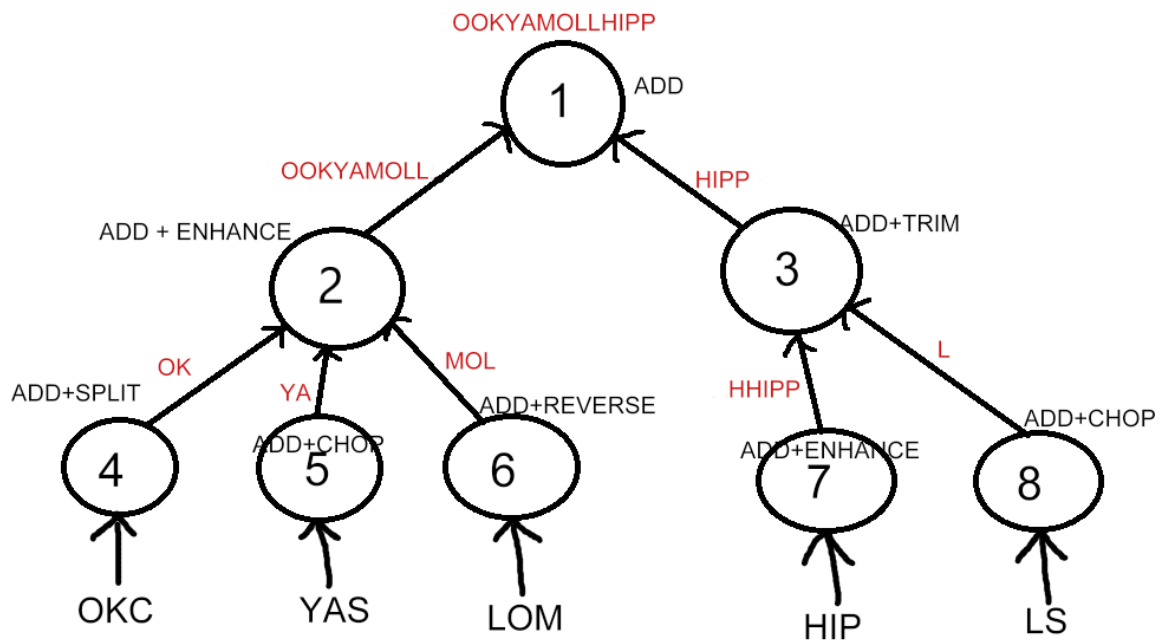 OOKYAMOLLHIPP
1
ADD
OOKYAMOLL
HIPP
ADD + ENHANCE
ADD+TRIM
2
3
OK
YA
MOL
HHIPP
L
ADD+SPLIT
ADD+CHOP
ADD+REVERSE
ADD+ENHANCE
ADD+CHOP
4
5
6
7
8
OKC
YAS
LOM
HIP
LS